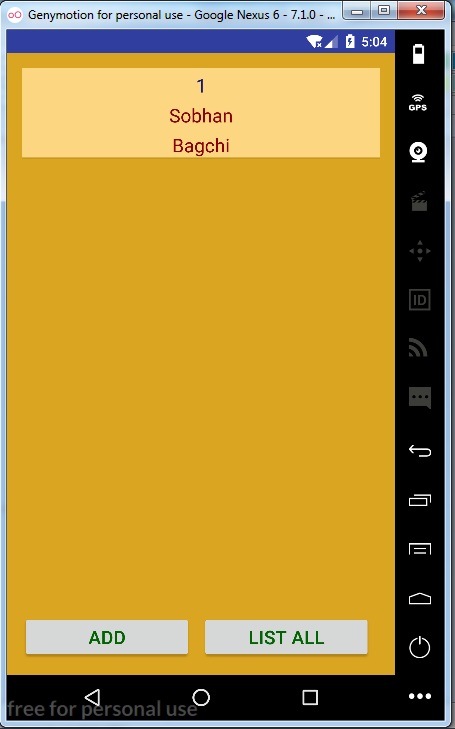 Genymotion for personal use - Google Nexus 6 - 7.1.0 - ...
5:04
1
Sobhan
Bagchi
GPS
ID
ADD
LIST ALL
free for personal use